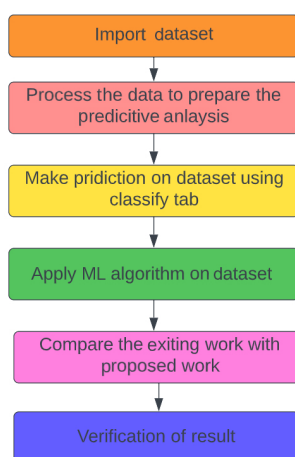 Import dataset
Process the data to prepare the
predicitive anlaysis
Make pridiction on dataset using
classify tab
Apply ML algorithm on dataset
Compare the exiting work with
proposed work
Verification of result